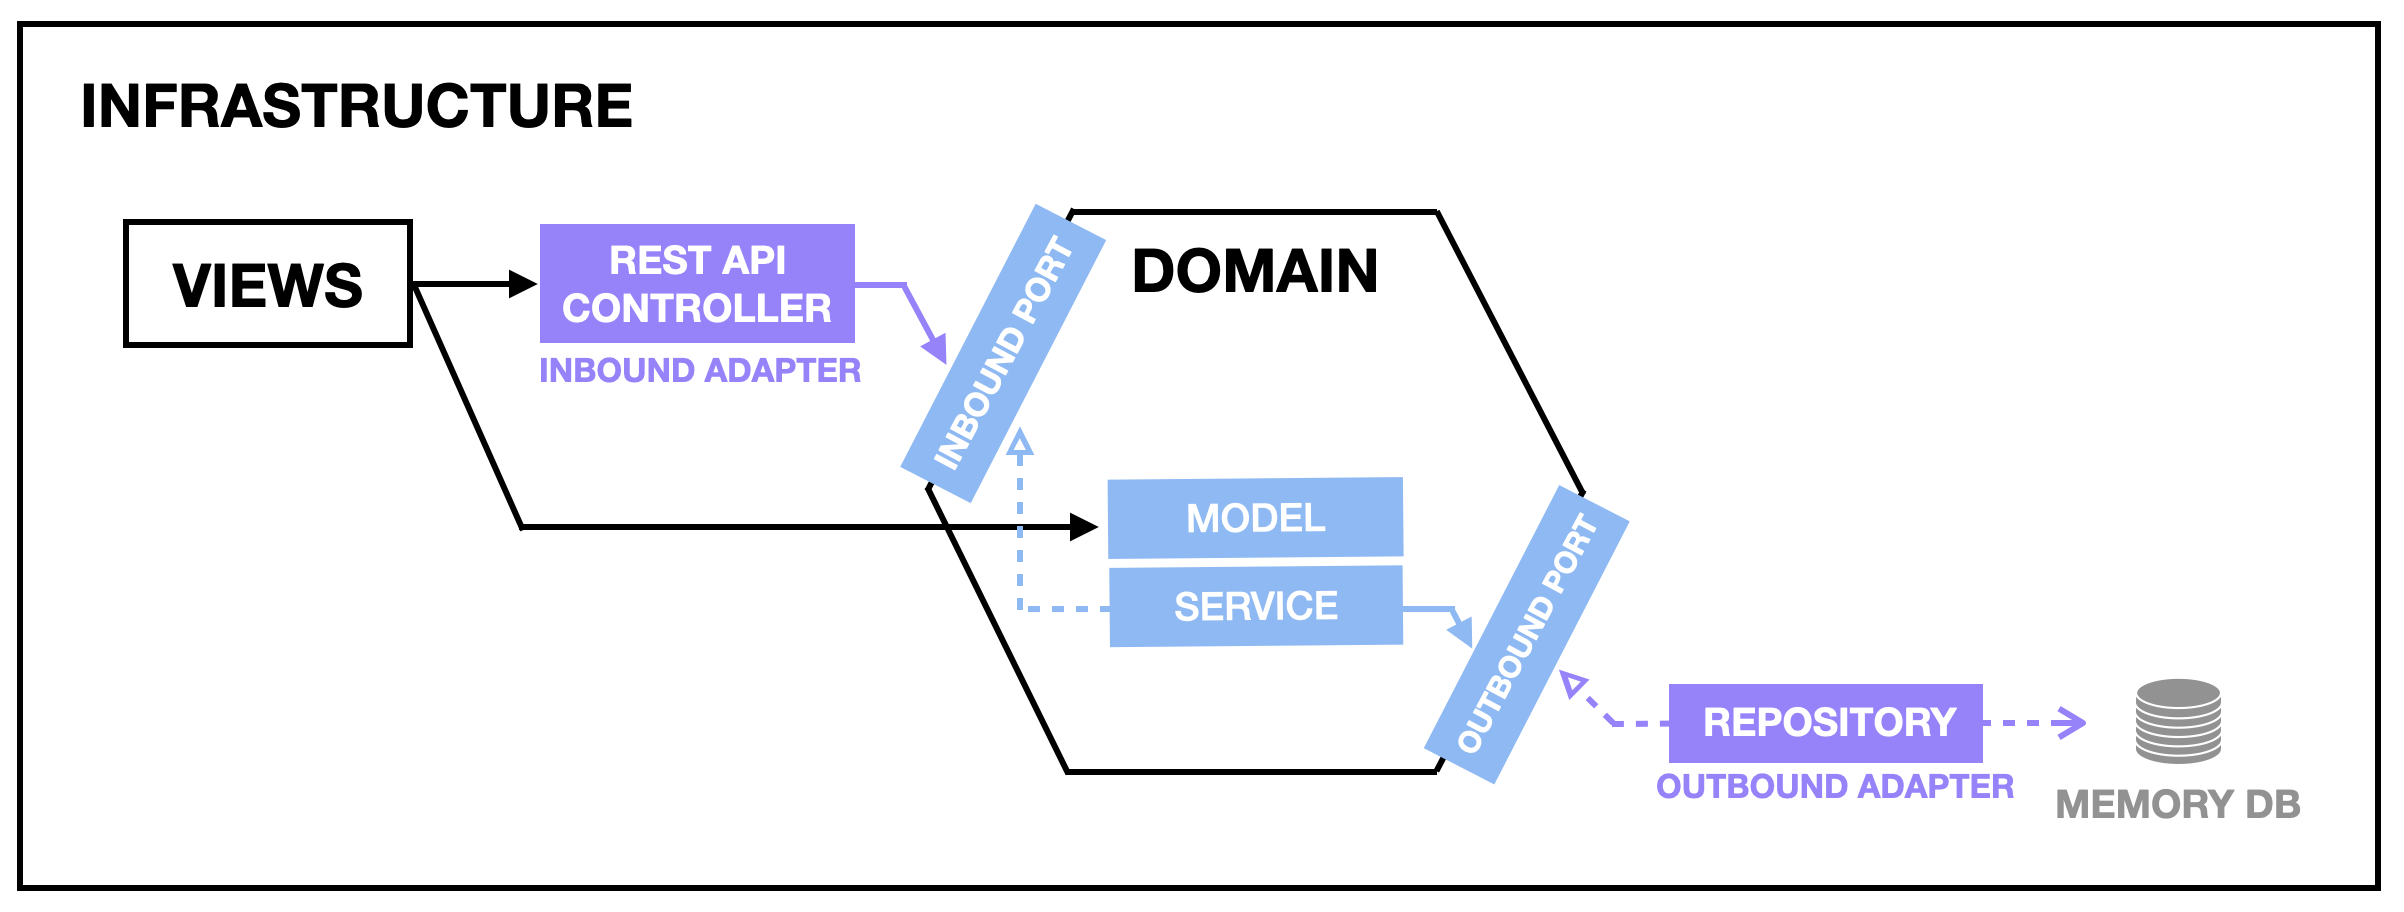 INFRASTRUCTURE
VIEWS
REST API
CONTROLLER
INBOUND ADAPTER
INBOUND PORT
DOMAIN
MODEL
SERVICE
OUTBOUND PORT
REPOSITORY
OUTBOUND ADAPTER
MEMORY DB